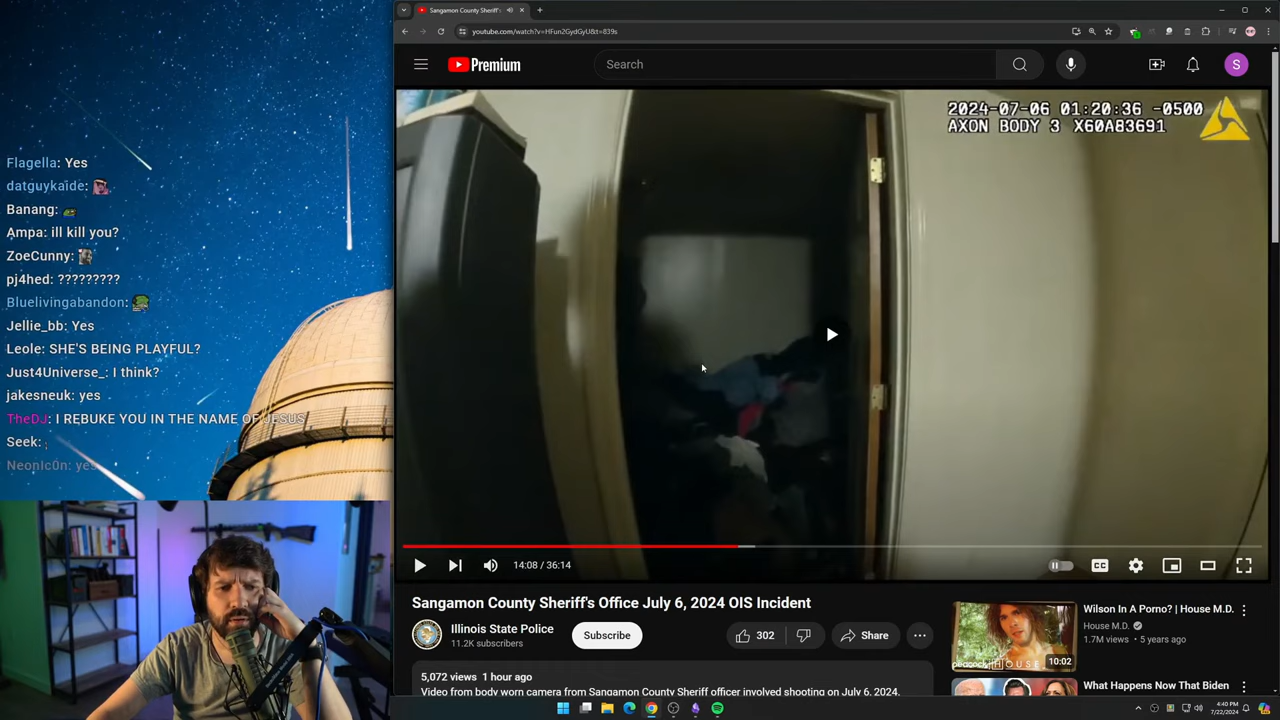 Sangamon County Sheriff's
youtube.com/watch?v=HFun2GydGyU&t=839s
Premium
Search
S
2024-07-06 01:20:36 -0500
AXON BODY 3 X60A83691
Flagella: Yes
datguykaide:
Banang:
Ampa: ill kill you?
ZoeCunny:
pj4hed: ?????????
Bluelivingabandon:
Jellie_bb: Yes
Leole: SHE'S BEING PLAYFUL?
Just4Universe_: I think?
jakesneuk: yes
TheDJ: I REBUKE YOU IN THE NAME OF JESUS
Seek: ,
NeonIc0n: yes
14:08 / 36:14
CC
Sangamon County Sheriff's Office July 6, 2024 OIS Incident
Illinois State Police
11.2K subscribers
Subscribe
302
Share
5,072 views 1 hour ago
Video from body worn camera from Sangamon County Sheriff officer involved shooting on July 6, 2024.
Wilson In A Porno? | House M.D.
House M.D.
1.7M views • 5 years ago
peacock HOUSE
10:02
What Happens Now That Biden
4:40 PM
7/22/2024